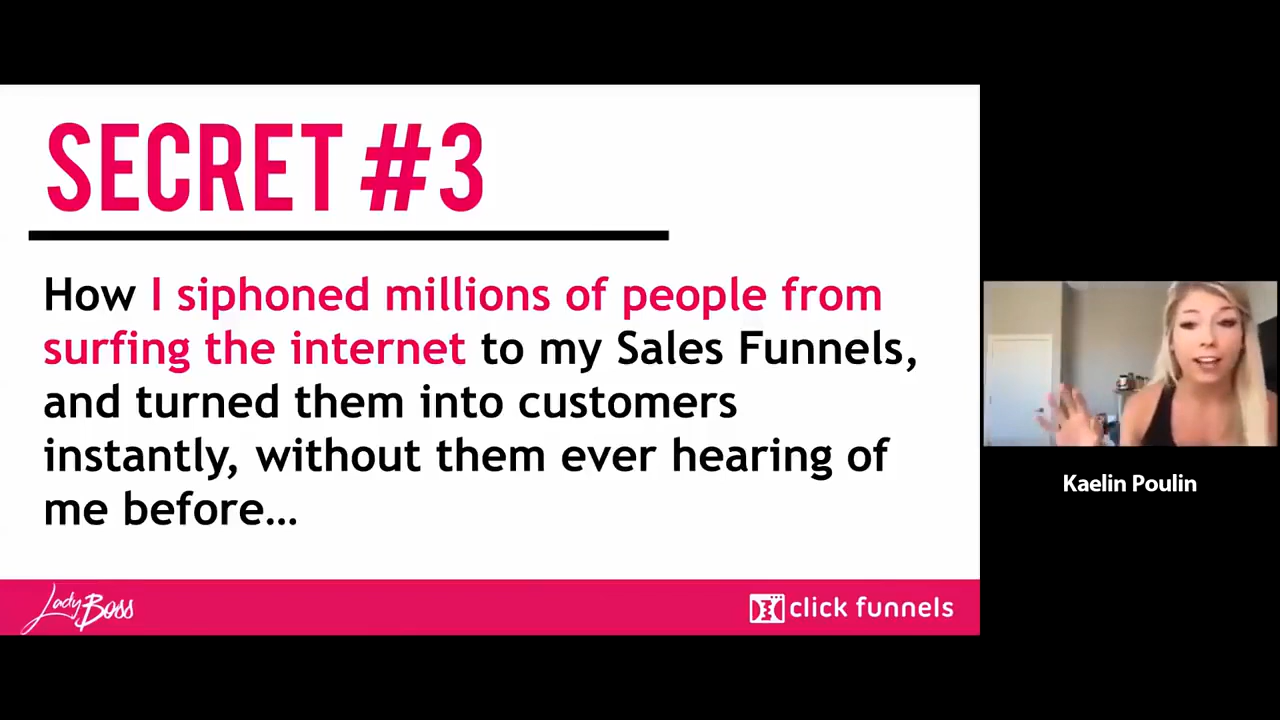 SECRET #3
How I siphoned millions of people from
surfing the internet to my Sales Funnels,
and turned them into customers
instantly, without them ever hearing of
me before...
Kaelin Poulin
LadyBoss
click funnels